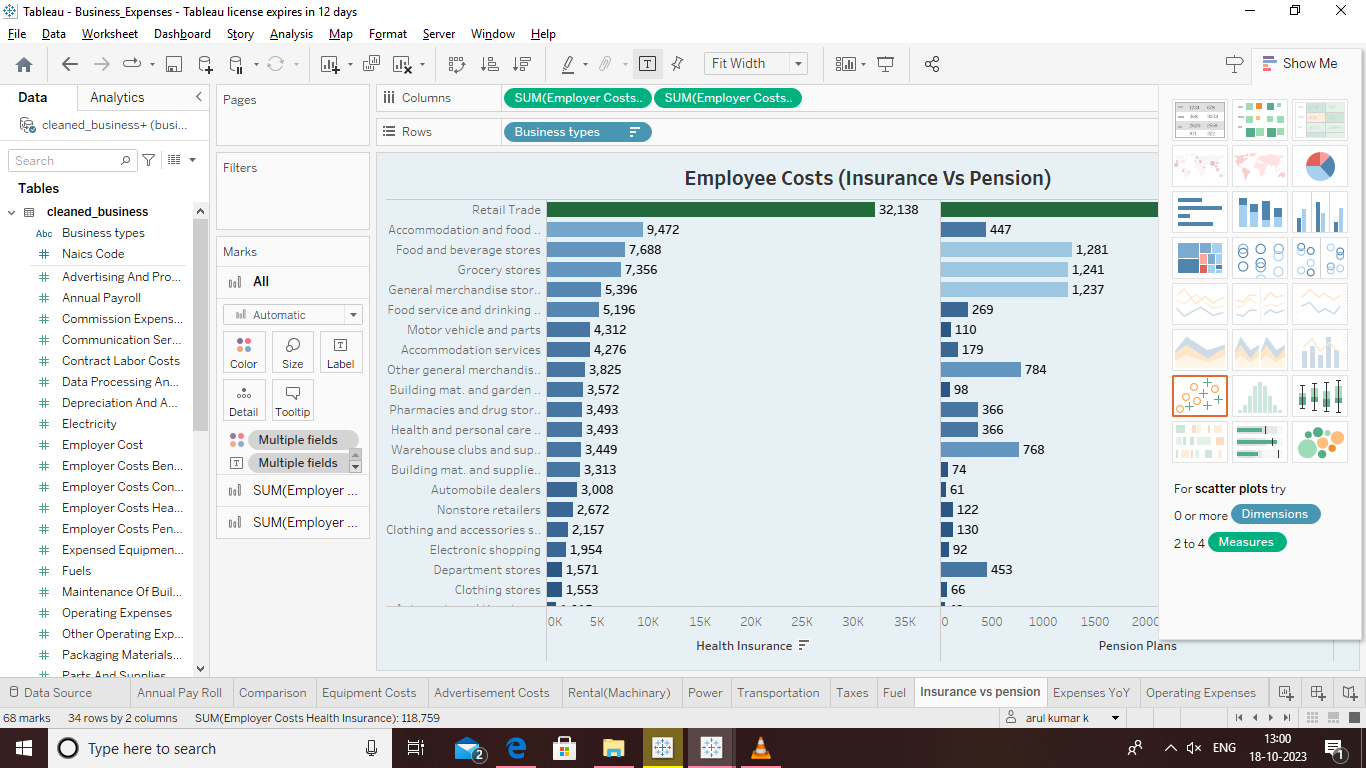 Tableau - Business_Expenses - Tableau license expires in 12 days
File Data Worksheet Dashboard Story Analysis Map Format Server Window Help
Fit Width
Show Me
Data Analytics
cleaned_business+ (busi...
Search
Tables
cleaned_business
Abc Business types
Naics Code
Advertising And Pro...
Annual Payroll
Commission Expens...
Communication Ser...
Contract Labor Costs
Data Processing An...
Depreciation And A...
Electricity
Employer Cost
Employer Costs Ben...
Employer Costs Con...
Employer Costs Hea...
Employer Costs Pen...
Expensed Equipmen...
Fuels
Maintenance Of Buil...
Operating Expenses
Other Operating Exp...
Packaging Materials...
Parts And Supplies
Pages
Filters
Marks
All
Automatic
Color Size Label
Detail Tooltip
Multiple fields
Multiple fields
SUM(Employer ...
SUM(Employer ...
Columns SUM(Employer Costs.. SUM(Employer Costs..
Rows Business types
Employee Costs (Insurance Vs Pension)
Retail Trade 32,138
Accommodation and food .. 9,472 447
Food and beverage stores 7,688 1,281
Grocery stores 7,356 1,241
General merchandise stor.. 5,396 1,237
Food service and drinking .. 5,196 269
Motor vehicle and parts 4,312 110
Accommodation services 4,276 179
Other general merchandis.. 3,825 784
Building mat. and garden .. 3,572 98
Pharmacies and drug stor.. 3,493 366
Health and personal care .. 3,493 366
Warehouse clubs and sup.. 3,449 768
Building mat. and supplie.. 3,313 74
Automobile dealers 3,008 61
Nonstore retailers 2,672 122
Clothing and accessories s.. 2,157 130
Electronic shopping 1,954 92
Department stores 1,571 453
Clothing stores 1,553 66
0K 5K 10K 15K 20K 25K 30K 35K 0 500 1000 1500 2000
Health Insurance Pension Plans
For scatter plots try
0 or more Dimensions
2 to 4 Measures
Data Source Annual Pay Roll Comparison Equipment Costs Advertisement Costs Rental(Machinary) Power Transportation Taxes Fuel Insurance vs pension Expenses YoY Operating Expenses
68 marks 34 rows by 2 columns SUM(Employer Costs Health Insurance): 118,759 arul kumar k
Type here to search 2 ENG 13:00
18-10-2023 1